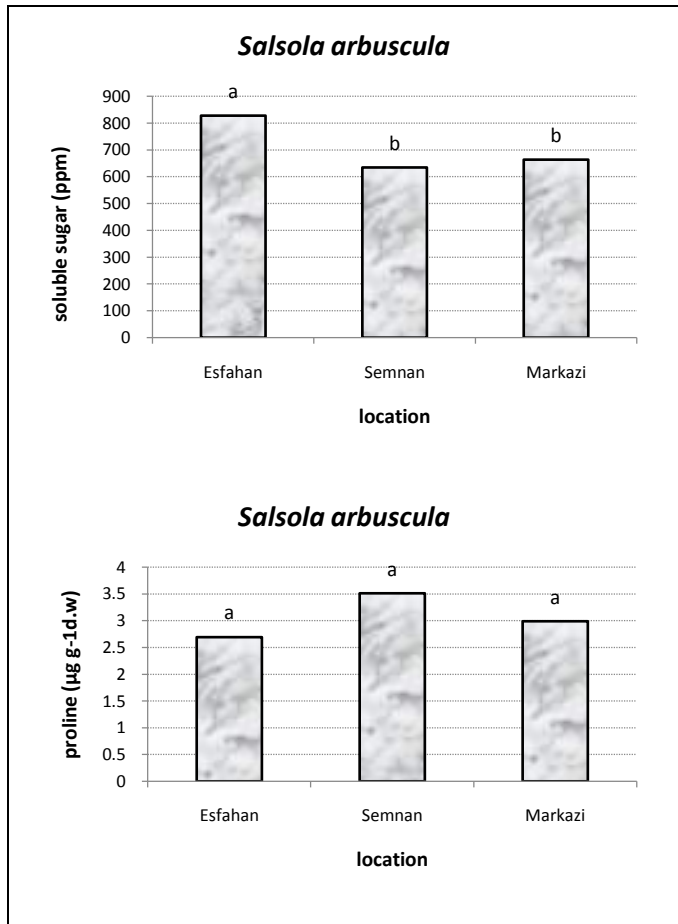 Salsola arbuscula
900
800
700
600
500
400
300
200
100
0
soluble sugar (ppm)
a
b
b
Esfahan Semnan Markazi
location
Salsola arbuscula
4
3.5
3
2.5
2
1.5
1
0.5
0
proline (µg g-1d.w)
a
a
a
Esfahan Semnan Markazi
location